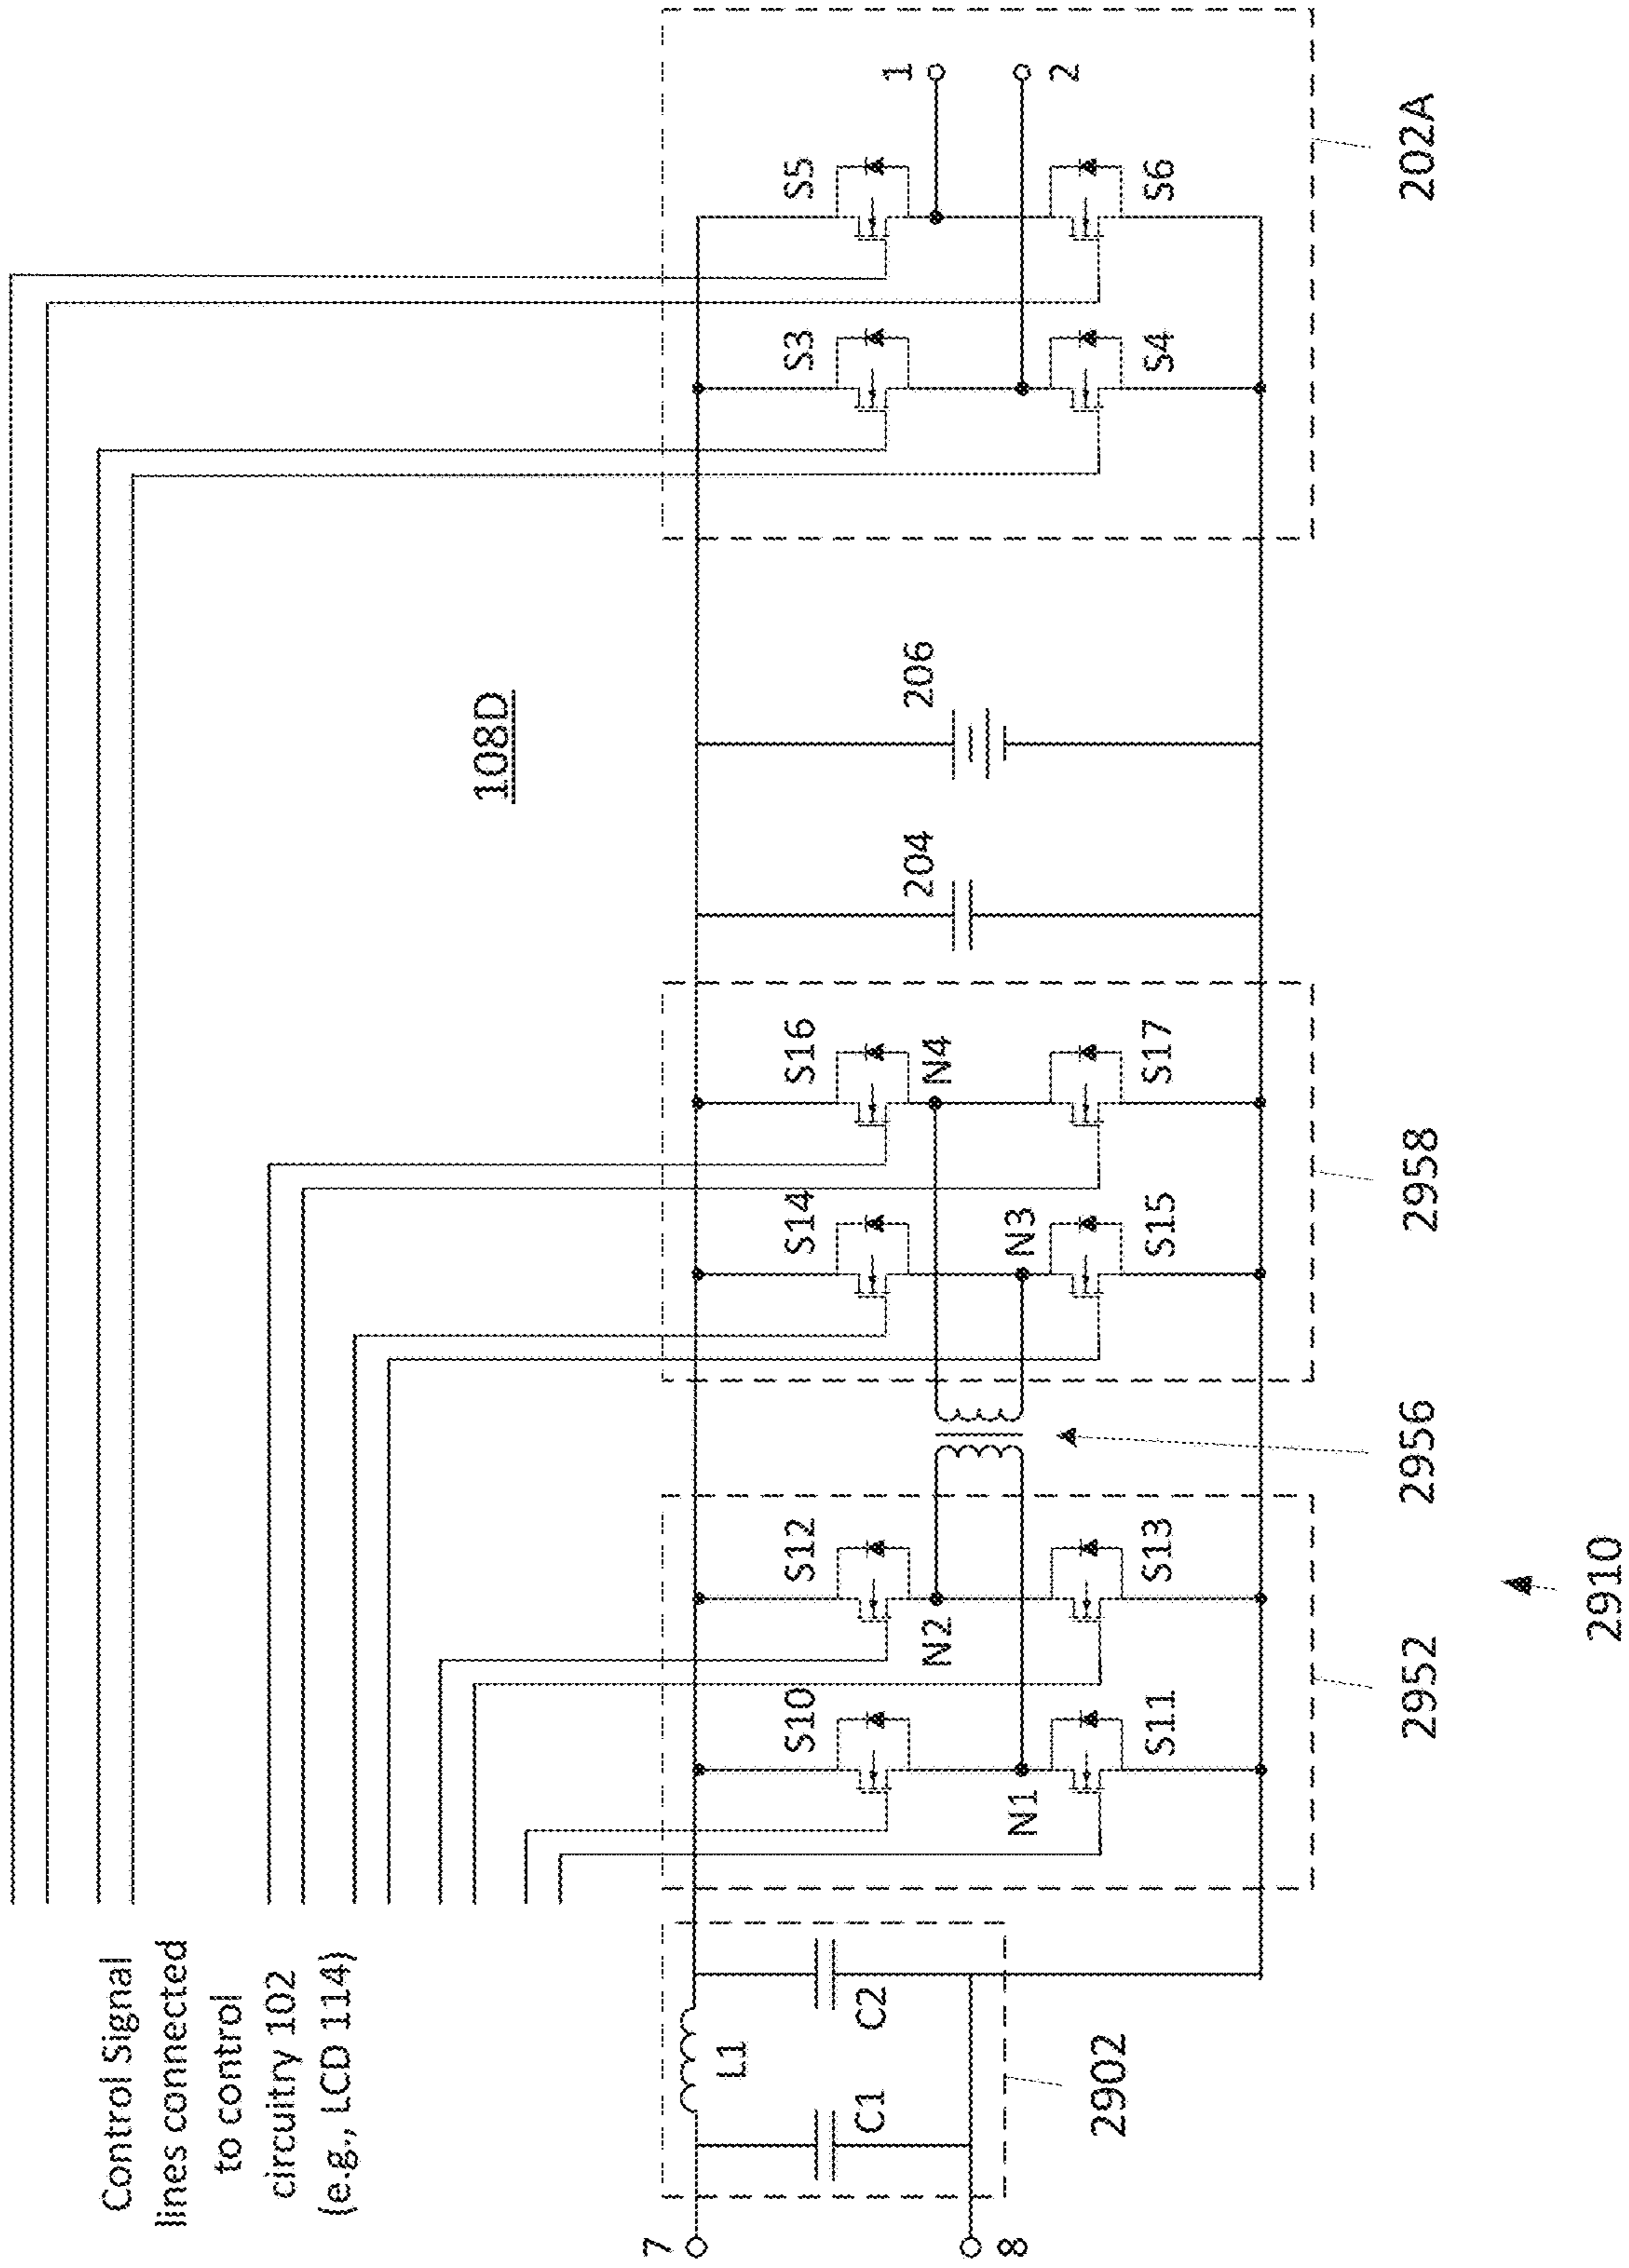 Control Signal
lines connected
to control
circuitry 102
(e.g., LCD 114)
108D
7
8
L1
C1
C2
2902
S10
S12
N1
N2
S11
S13
2952
2956
S14
S16
N3
N4
S15
S17
2958
204
206
S3
S5
S4
S6
1
2
202A
2910